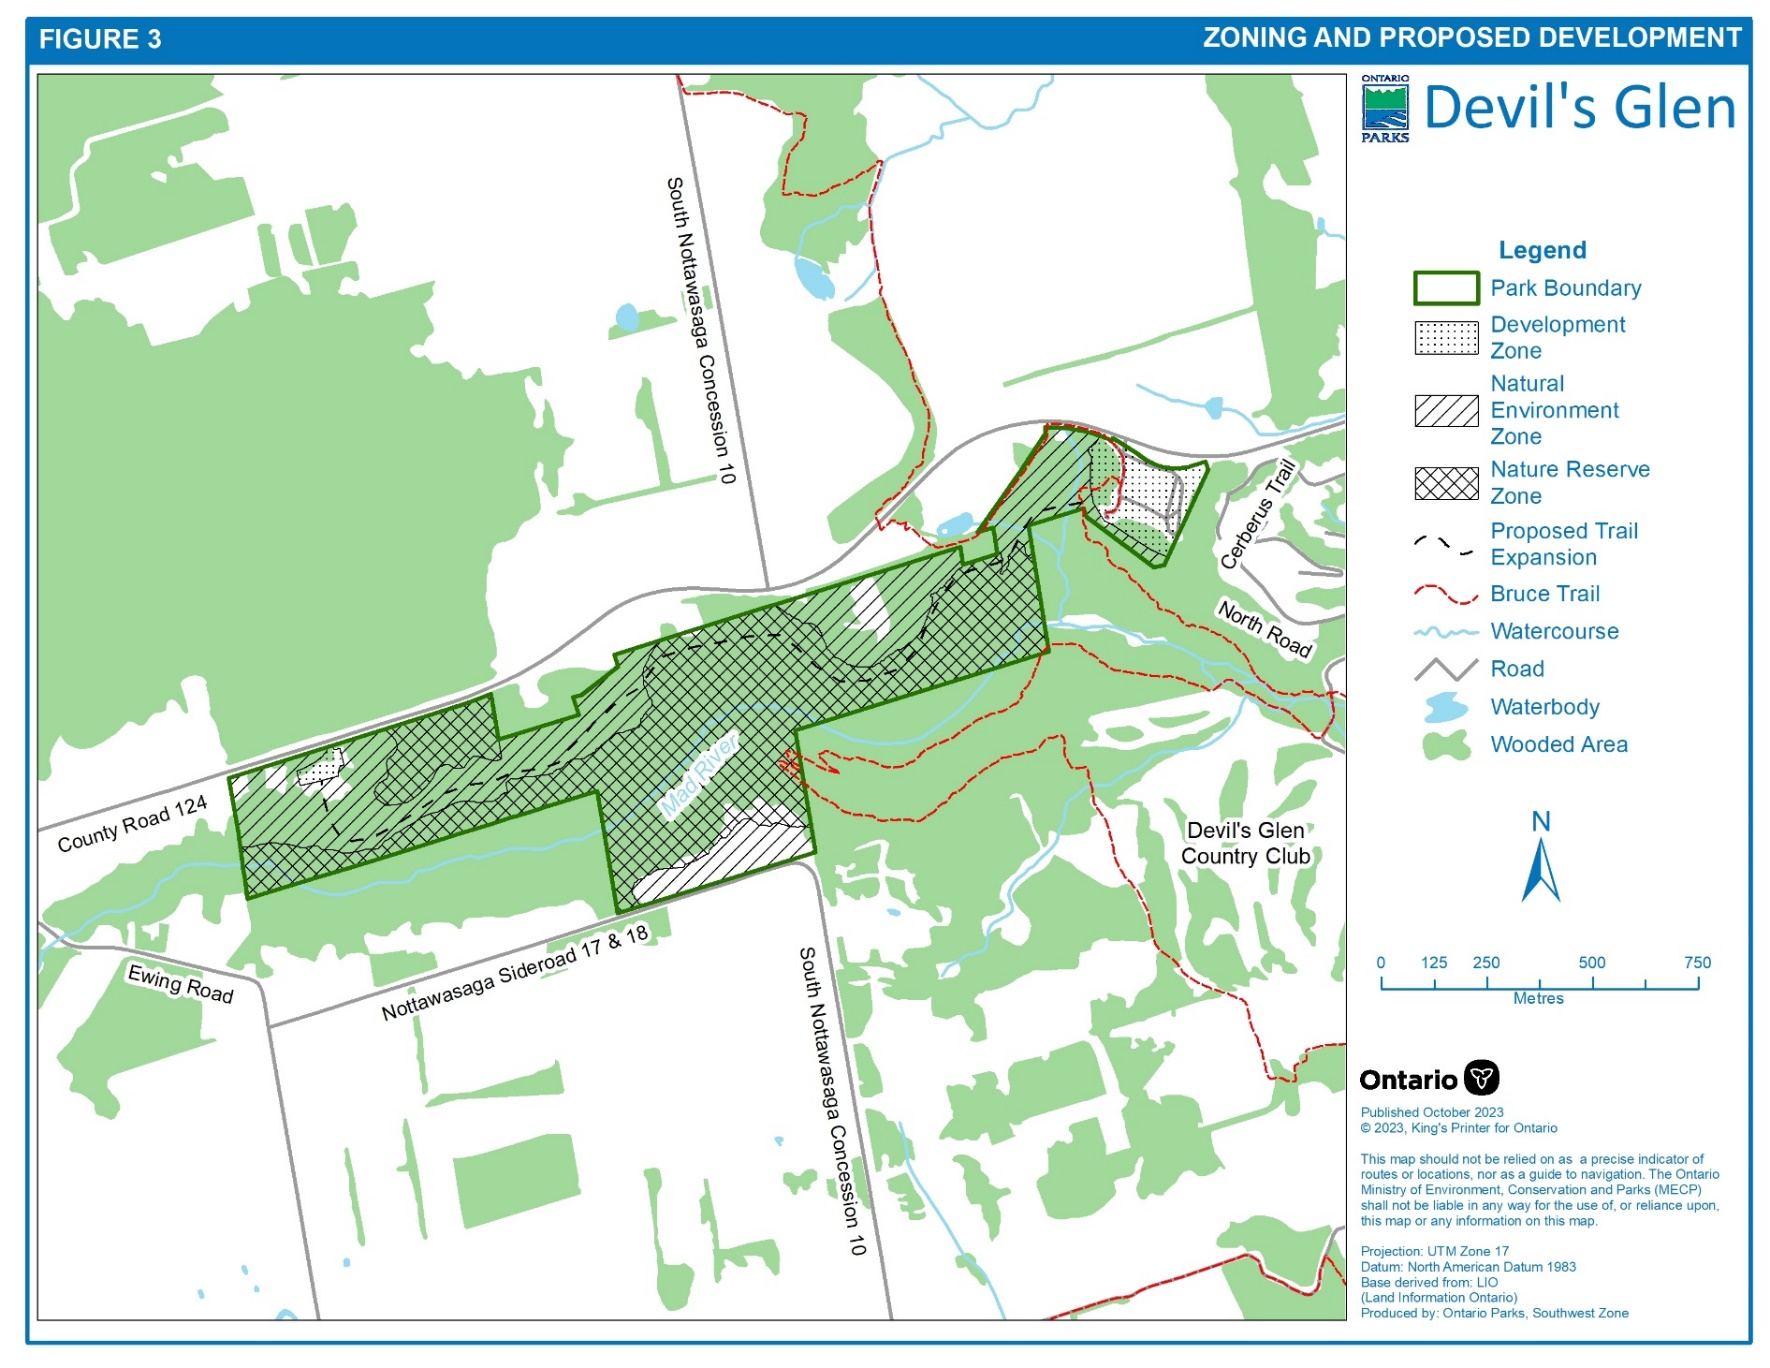 FIGURE 3
ZONING AND PROPOSED DEVELOPMENT
ONTARIO
PARKS
Devil's Glen
Legend
Park Boundary
Development
Zone
Natural
Environment
Zone
Nature Reserve
Zone
Proposed Trail
Expansion
Bruce Trail
Watercourse
Road
Waterbody
Wooded Area
South Nottawasaga Concession 10
Cerberus Trail
North Road
County Road 124
Mad River
Devil's Glen
Country Club
Ewing Road
Nottawasaga Sideroad 17 & 18
South Nottawasaga Concession 10
N
0 125 250 500 750
Metres
Ontario
Published October 2023
© 2023, King's Printer for Ontario
This map should not be relied on as a precise indicator of
routes or locations, nor as a guide to navigation. The Ontario
Ministry of Environment, Conservation and Parks (MECP)
shall not be liable in any way for the use of, or reliance upon,
this map or any information on this map.
Projection: UTM Zone 17
Datum: North American Datum 1983
Base derived from: LIO
(Land Information Ontario)
Produced by: Ontario Parks, Southwest Zone